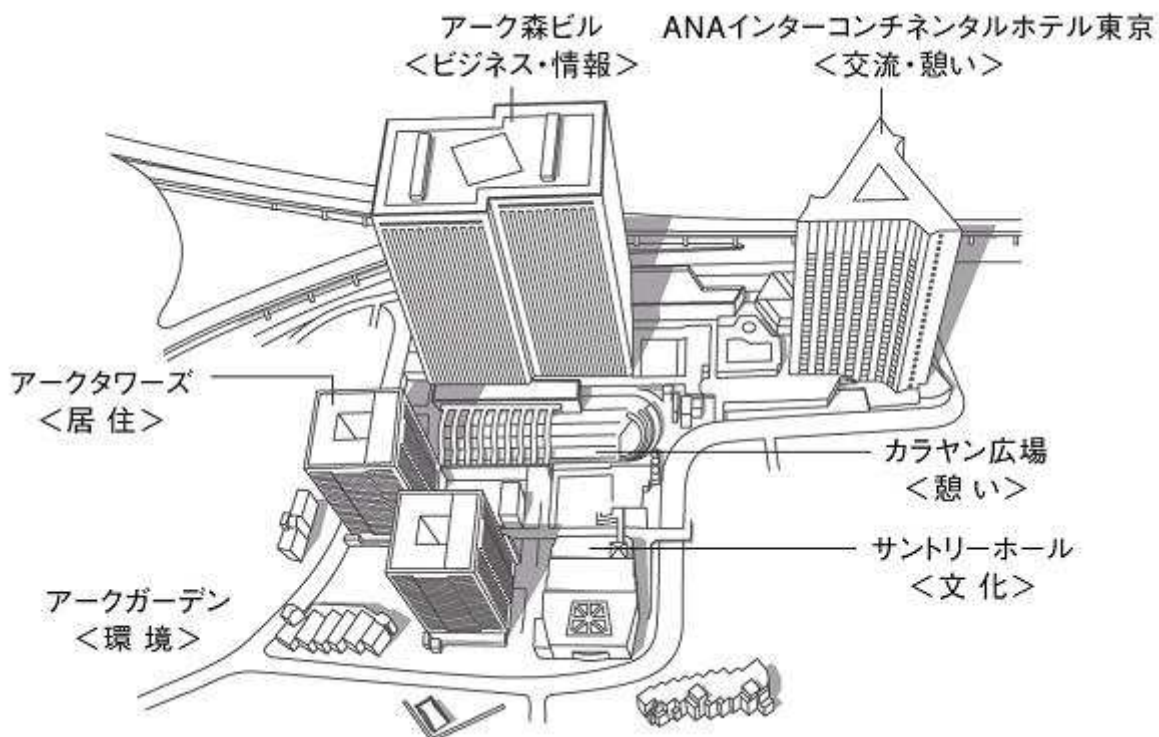 アーク森ビル
＜ビジネス・情報＞
ANAインターコンチネンタルホテル東京
＜交流・憩い＞
アークタワーズ
＜居 住＞
カラヤン広場
＜憩 い＞
サントリーホール
＜文 化＞
アークガーデン
＜環 境＞